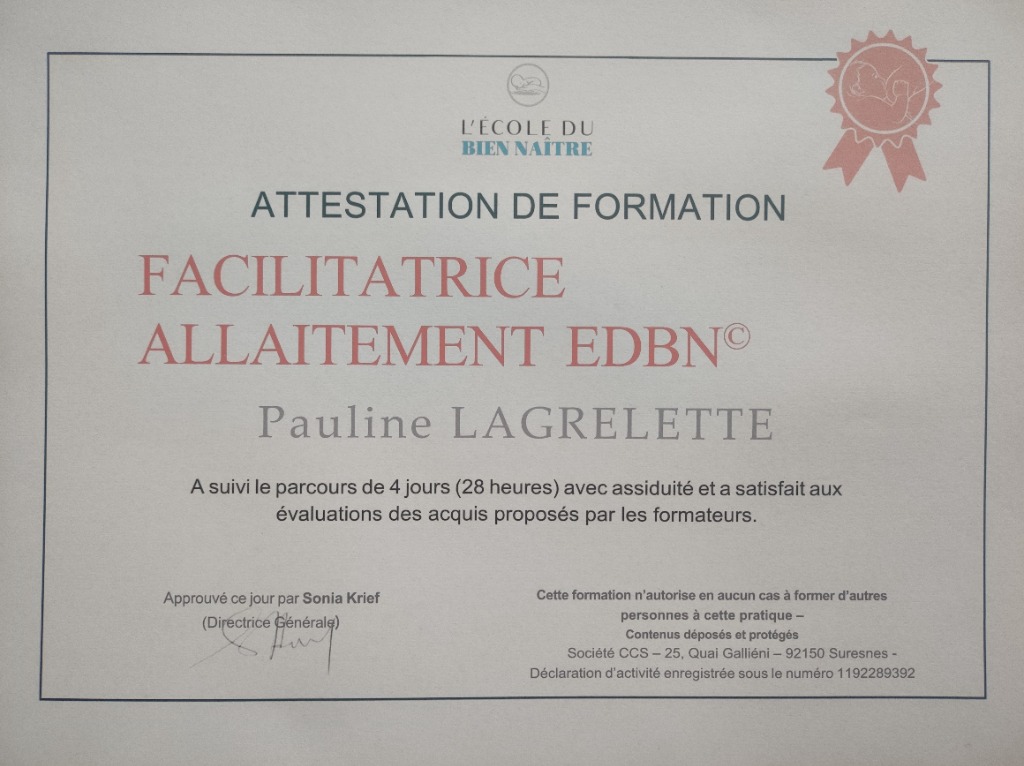 L'ÉCOLE DU
BIEN NAÎTRE
ATTESTATION DE FORMATION
FACILITATRICE
ALLAITEMENT EDBN©
Pauline LAGRELETTE
A suivi le parcours de 4 jours (28 heures) avec assiduité et a satisfait aux
évaluations des acquis proposés par les formateurs.
Approuvé ce jour par Sonia Krief
(Directrice Générale)
Cette formation n'autorise en aucun cas à former d'autres
personnes à cette pratique –
Contenus déposés et protégés
Société CCS – 25, Quai Galliéni – 92150 Suresnes -
Déclaration d'activité enregistrée sous le numéro 1192289392